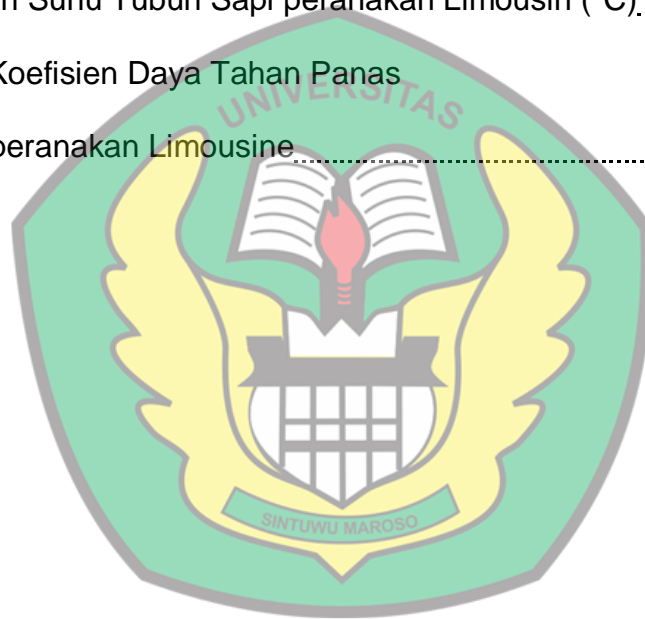 n Suhu Tubuh Sapi peranakan Limousin (°C)
Koefisien Daya Tahan Panas
peranakan Limousine
UNIVERSITAS
SINTUWU MAROSO